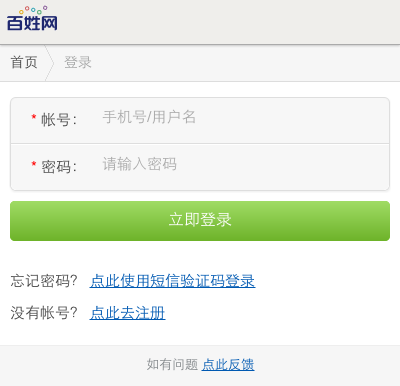 百姓网
首页 登录
* 帐号： 手机号/用户名
* 密码： 请输入密码
立即登录
忘记密码？ 点此使用短信验证码登录
没有帐号？ 点此去注册
如有问题 点此反馈